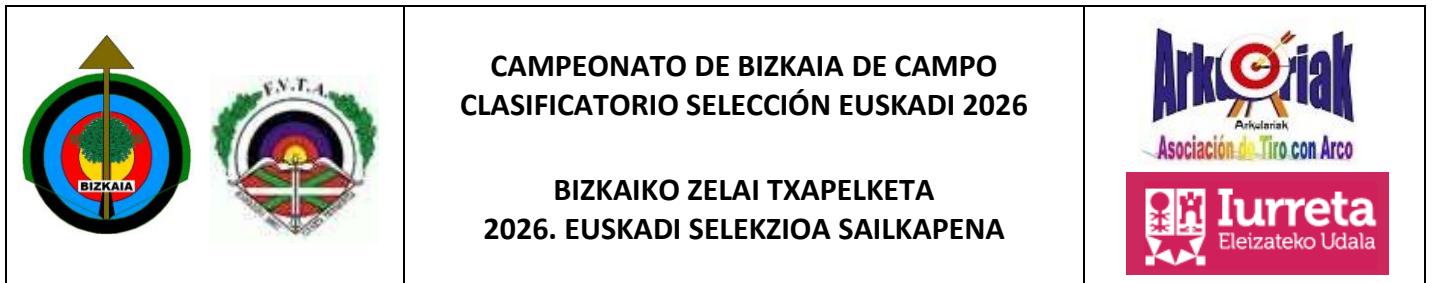 BIZKAIA
F.V.T.A.
CAMPEONATO DE BIZKAIA DE CAMPO
CLASIFICATORIO SELECCIÓN EUSKADI 2026
BIZKAIKO ZELAI TXAPELKETA
2026. EUSKADI SELEKZIOA SAILKAPENA
Arkulariak
Arkulariak
Asociación de Tiro con Arco
Iurreta
Eleizateko Udala